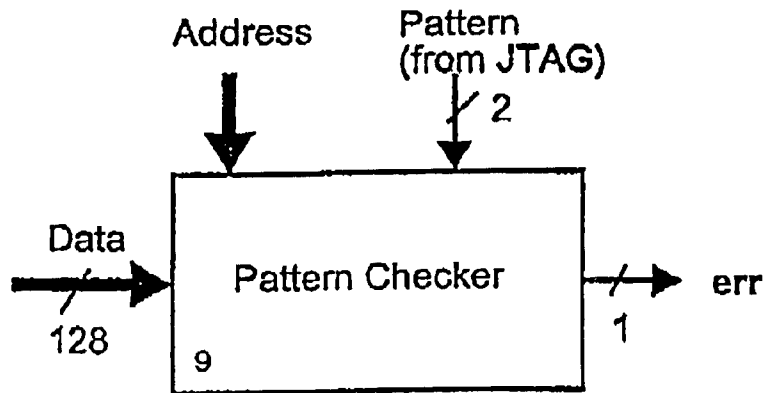 Address
Pattern
(from JTAG)
2
Data
128
Pattern Checker
9
err
1